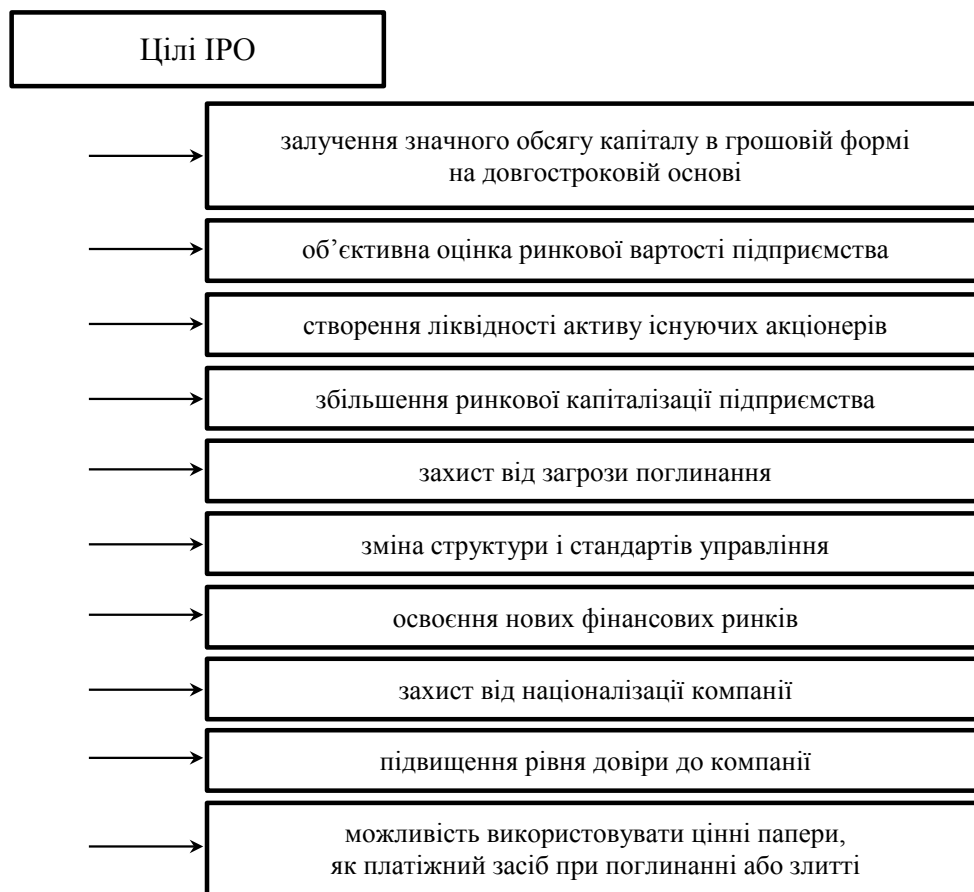 Цілі IPO
залучення значного обсягу капіталу в грошовій формі
на довгостроковій основі
об’єктивна оцінка ринкової вартості підприємства
створення ліквідності активу існуючих акціонерів
збільшення ринкової капіталізації підприємства
захист від загрози поглинання
зміна структури і стандартів управління
освоєння нових фінансових ринків
захист від націоналізації компанії
підвищення рівня довіри до компанії
можливість використовувати цінні папери,
як платіжний засіб при поглинанні або злитті